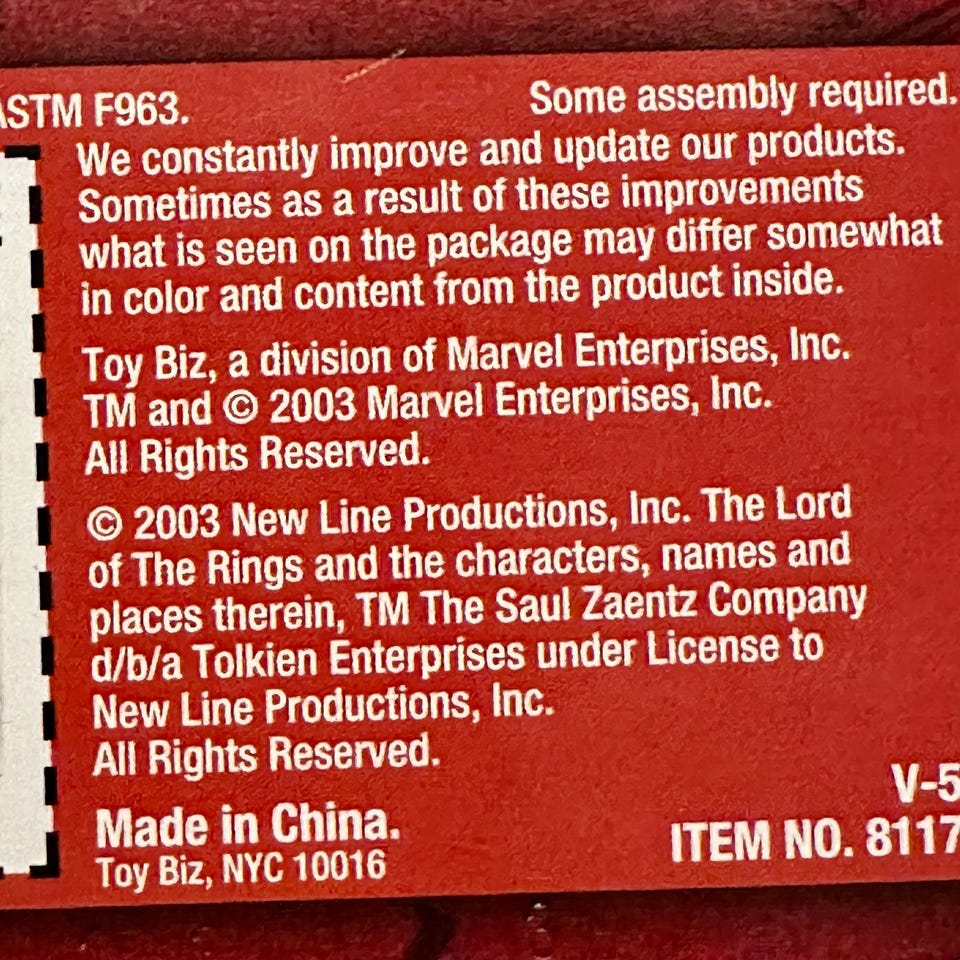 ASTM F963.
Some assembly required.
We constantly improve and update our products.
Sometimes as a result of these improvements
what is seen on the package may differ somewhat
in color and content from the product inside.
Toy Biz, a division of Marvel Enterprises, Inc.
TM and © 2003 Marvel Enterprises, Inc.
All Rights Reserved.
© 2003 New Line Productions, Inc. The Lord
of The Rings and the characters, names and
places therein, TM The Saul Zaentz Company
d/b/a Tolkien Enterprises under License to
New Line Productions, Inc.
All Rights Reserved.
V-5
Made in China.
ITEM NO. 8117
Toy Biz, NYC 10016